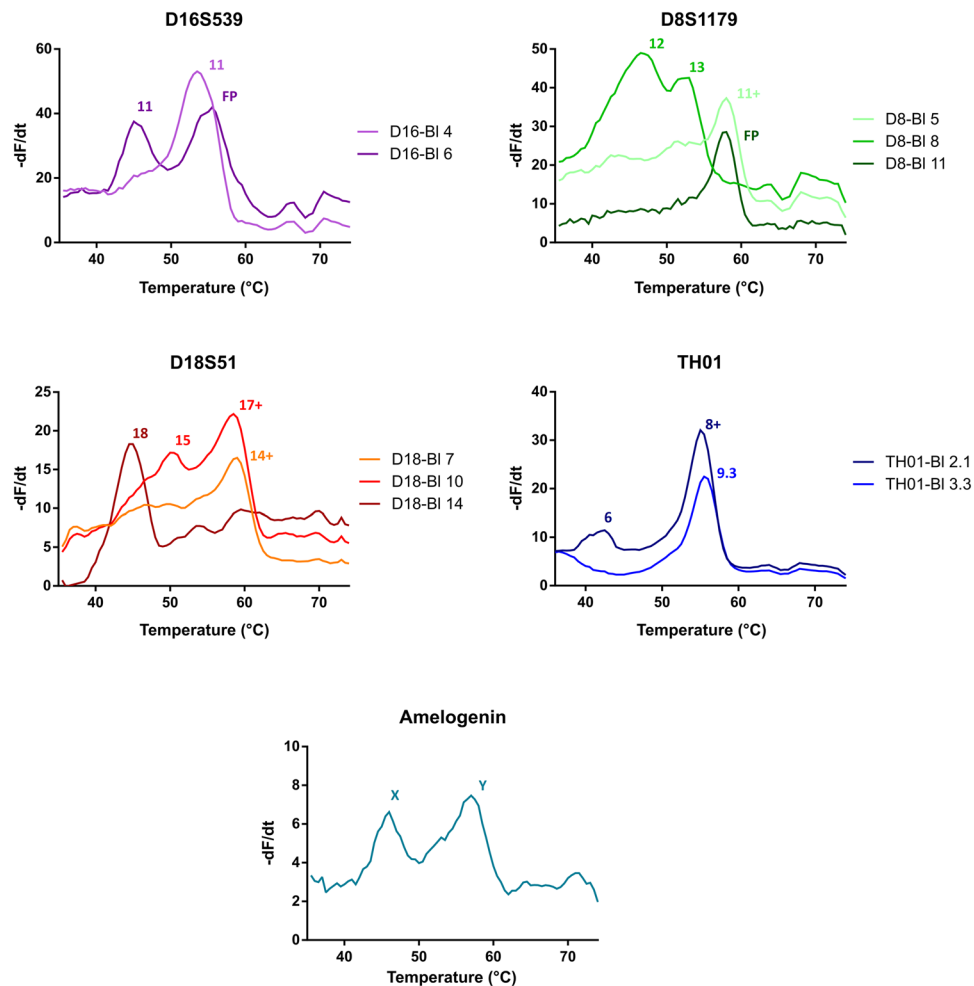 D16S539
-dF/dt
60
40
20
0
40
50
60
70
Temperature (°C)
11
11
FP
D16-Bl 4
D16-Bl 6
D8S1179
-dF/dt
50
40
30
20
10
0
40
50
60
70
Temperature (°C)
12
13
11+
FP
D8-Bl 5
D8-Bl 8
D8-Bl 11
D18S51
-dF/dt
25
20
15
10
5
0
40
50
60
70
Temperature (°C)
18
15
17+
14+
D18-Bl 7
D18-Bl 10
D18-Bl 14
TH01
-dF/dt
40
30
20
10
0
40
50
60
70
Temperature (°C)
6
8+
9.3
TH01-Bl 2.1
TH01-Bl 3.3
Amelogenin
-dF/dt
10
8
6
4
2
0
40
50
60
70
Temperature (°C)
X
Y